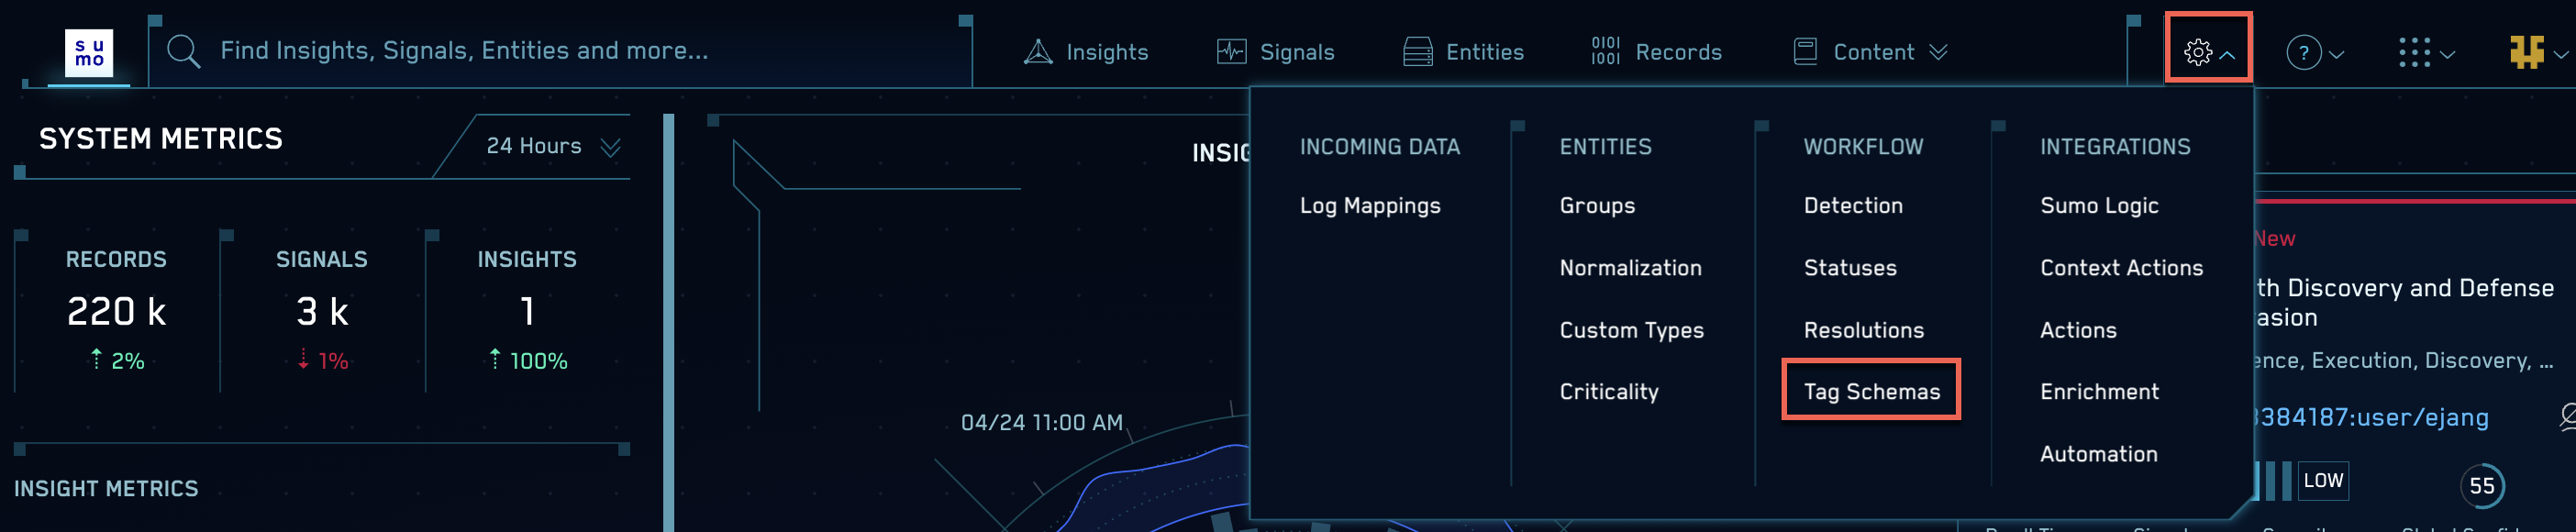 su
mo
Find Insights, Signals, Entities and more...
Insights
Signals
0101
1001
Entities
Records
Content
?
SYSTEM METRICS
24 Hours
RECORDS
220 k
2%
SIGNALS
3 k
1%
INSIGHTS
1
100%
INSIGHT METRICS
INSIG
04/24 11:00 AM
INCOMING DATA
Log Mappings
ENTITIES
Groups
Normalization
Custom Types
Criticality
WORKFLOW
Detection
Statuses
Resolutions
Tag Schemas
INTEGRATIONS
Sumo Logic
Context Actions
Actions
Enrichment
Automation
New
th Discovery and Defense
asion
ence, Execution, Discovery, ...
384187:user/ejang
LOW
55